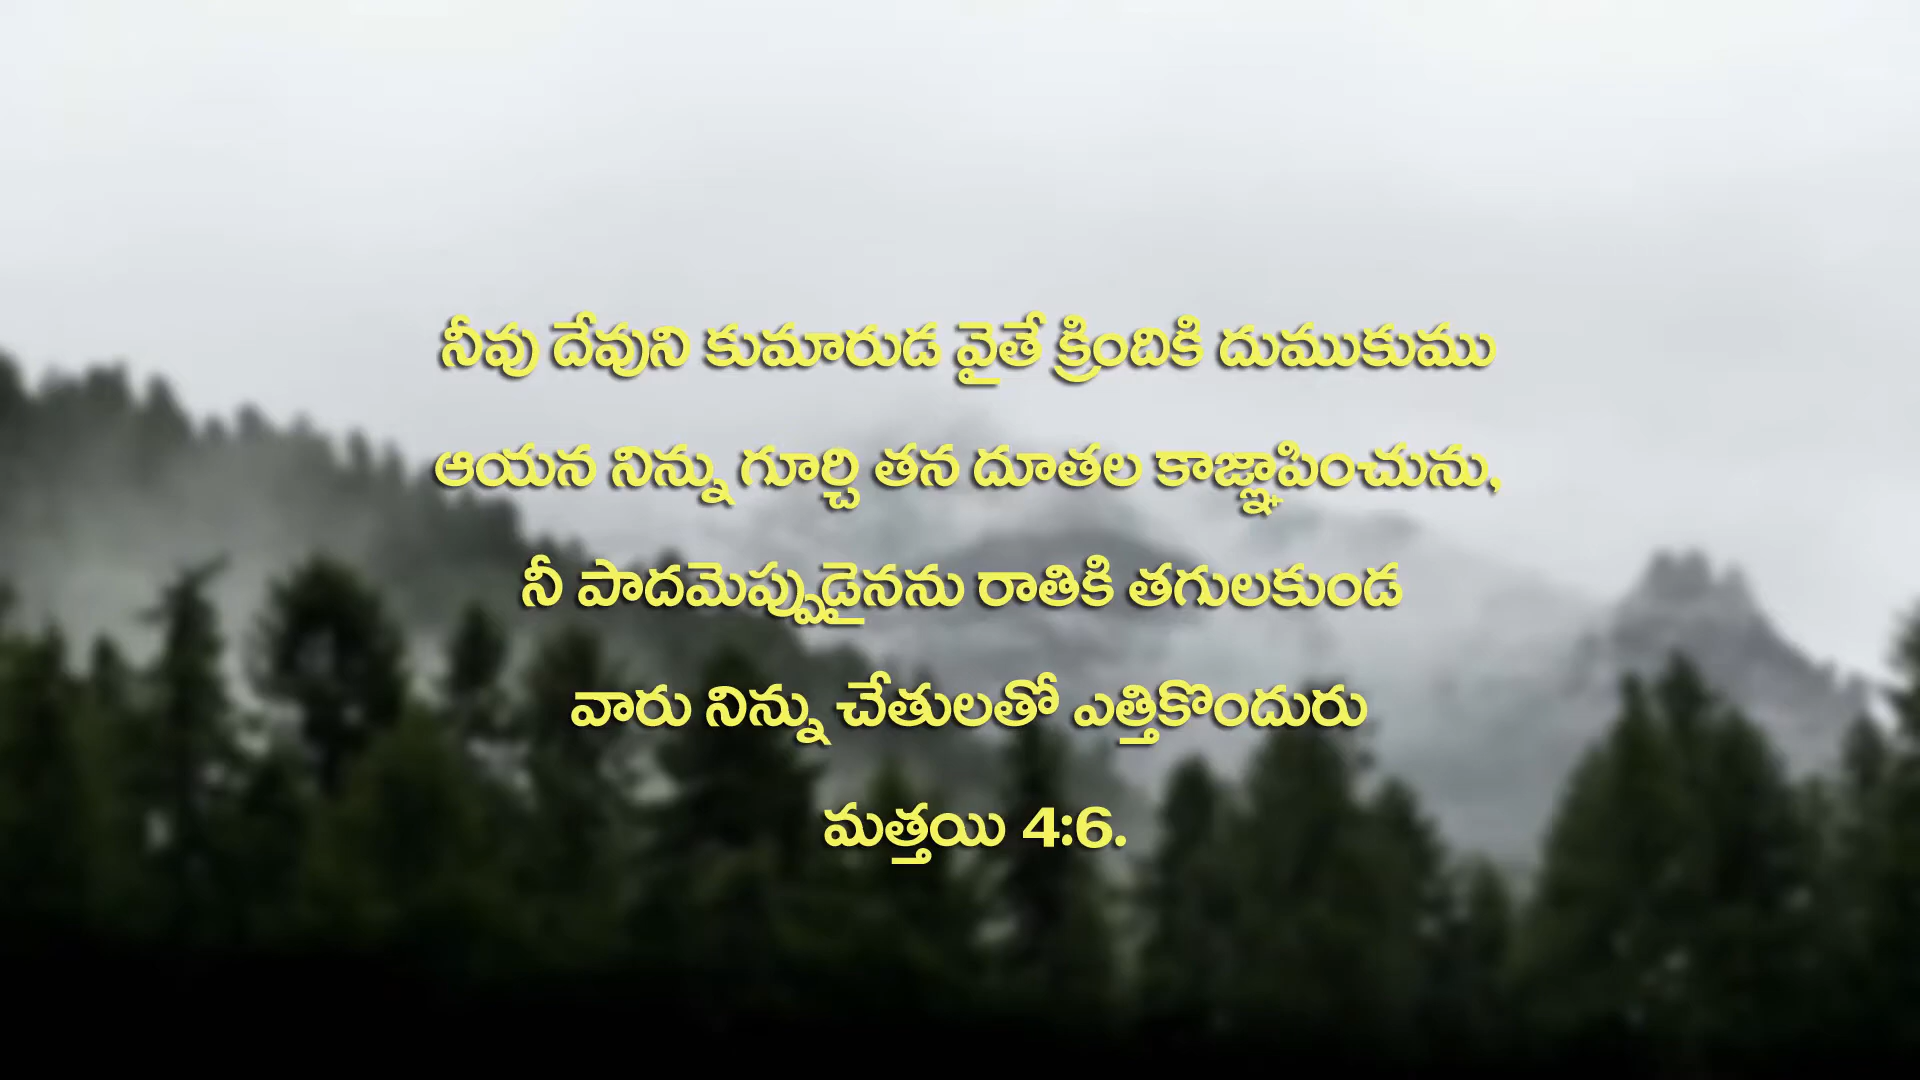 నీవు దేవుని కుమారుడ వైతే క్రిందికి దుముకుము
ఆయన నిన్ను గూర్చి తన దూతల కాజ్ఞాపించును,
నీ పాదమెప్పుడైనను రాతికి తగులకుండ
వారు నిన్ను చేతులతో ఎత్తికొందురు
మత్తయి 4:6.